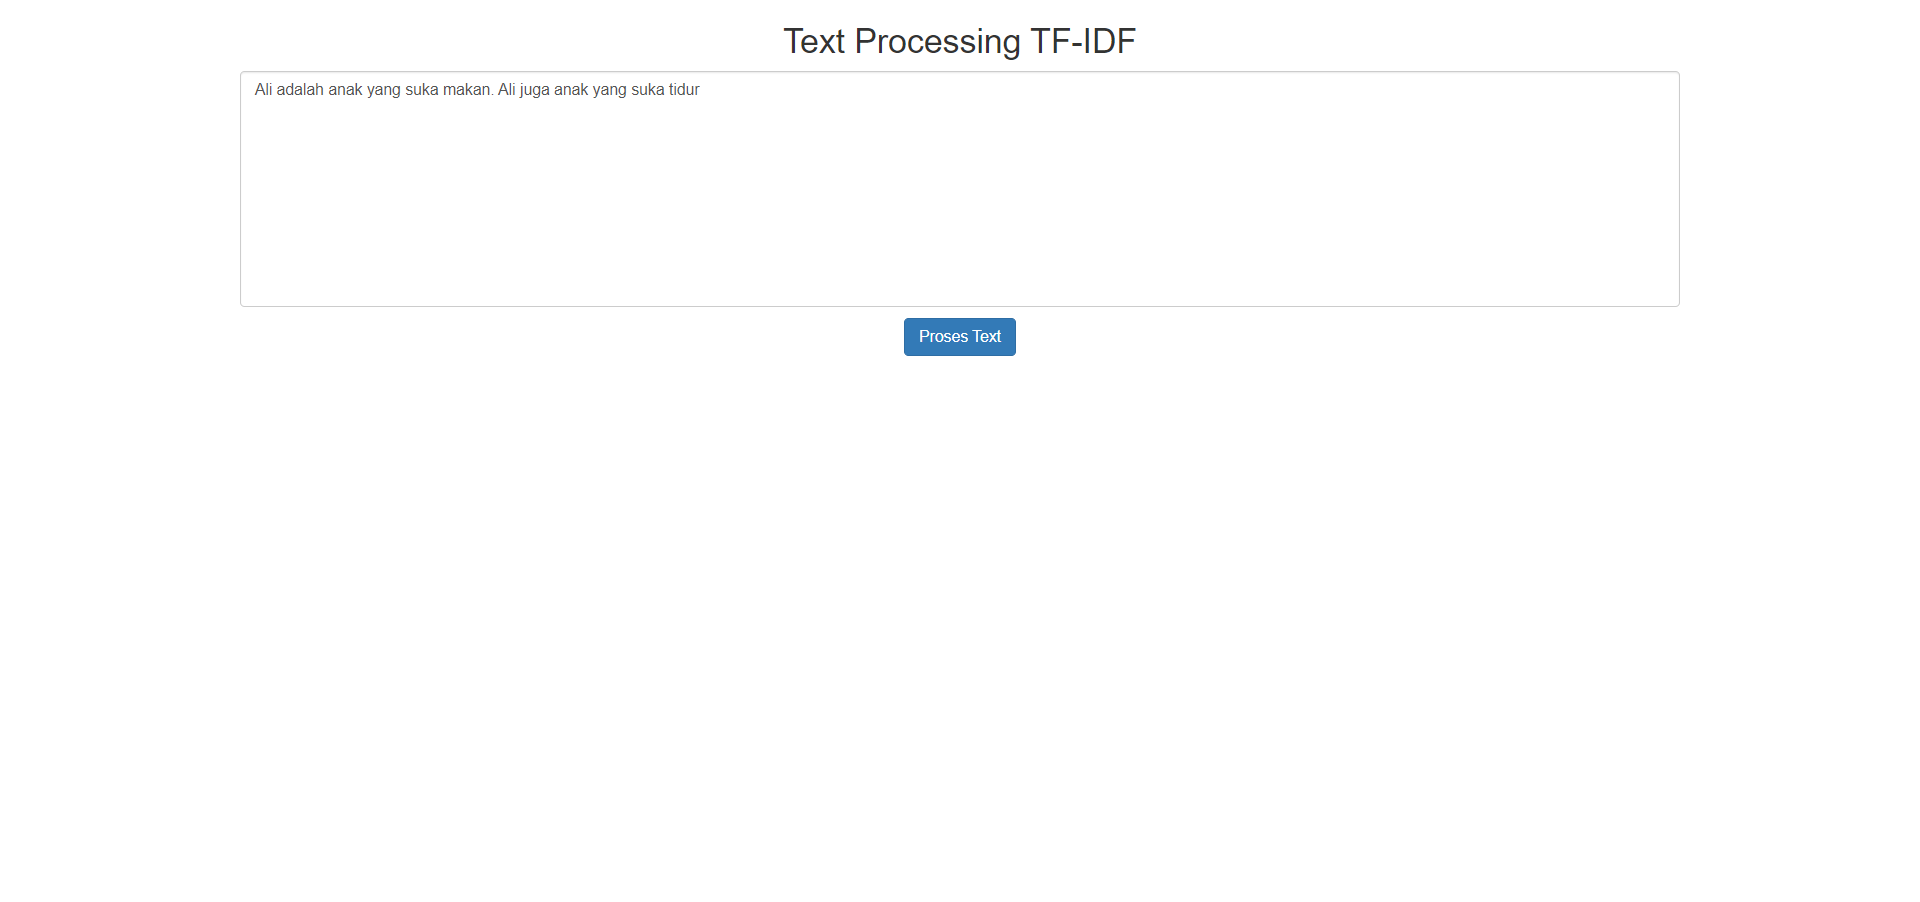 Text Processing TF-IDF
Ali adalah anak yang suka makan. Ali juga anak yang suka tidur
Proses Text